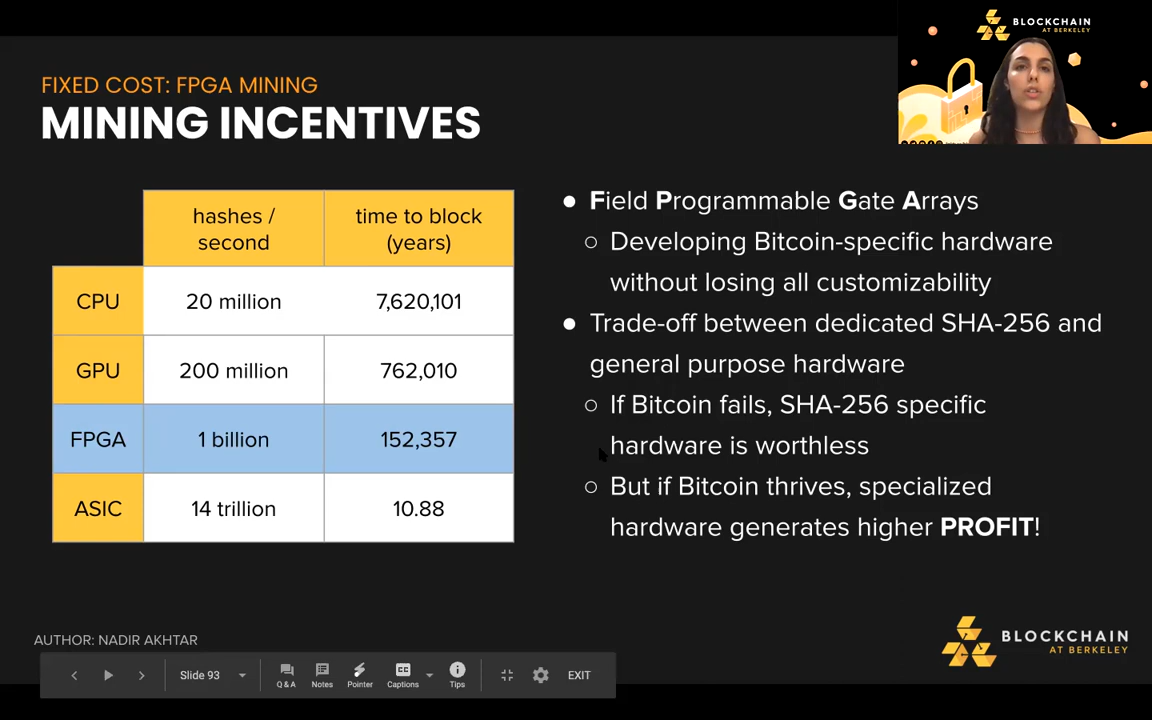 BLOCKCHAIN
AT BERKELEY
FIXED COST: FPGA MINING
MINING INCENTIVES
hashes / second
time to block (years)
CPU
20 million
7,620,101
GPU
200 million
762,010
FPGA
1 billion
152,357
ASIC
14 trillion
10.88
● Field Programmable Gate Arrays
○ Developing Bitcoin-specific hardware
without losing all customizability
● Trade-off between dedicated SHA-256 and
general purpose hardware
○ If Bitcoin fails, SHA-256 specific
hardware is worthless
○ But if Bitcoin thrives, specialized
hardware generates higher PROFIT!
AUTHOR: NADIR AKHTAR
BLOCKCHAIN
AT BERKELEY
Slide 93
Q & A
Notes
Pointer
Captions
Tips
EXIT